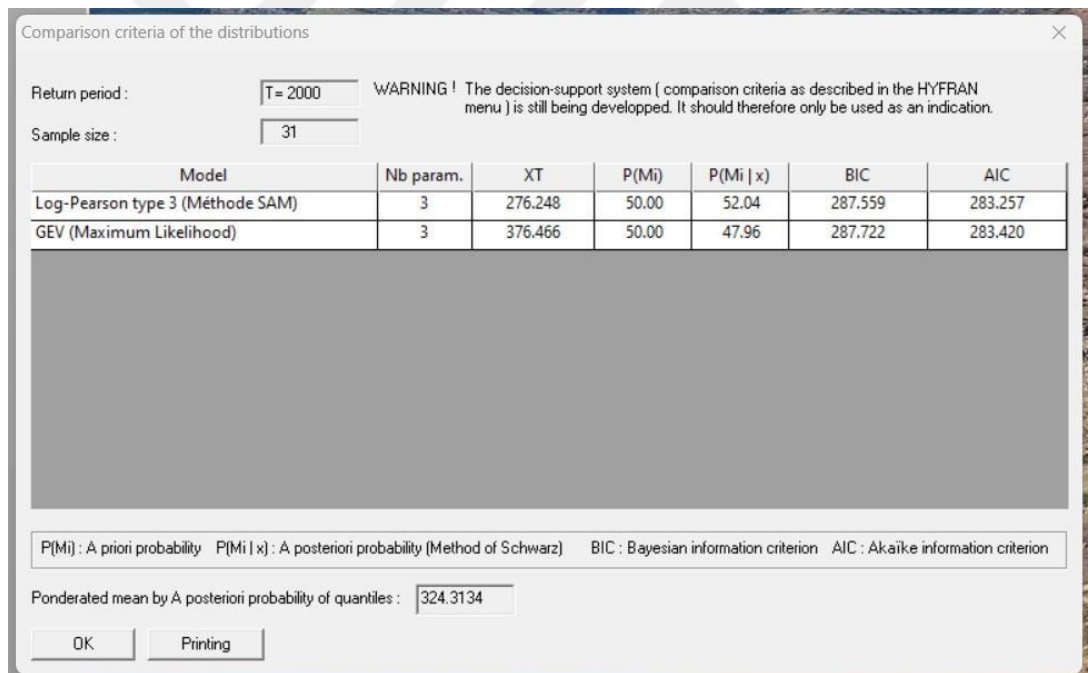 Comparison criteria of the distributions
Return period : T= 2000 WARNING ! The decision-support system ( comparison criteria as described in the HYFRAN
menu ) is still being developped. It should therefore only be used as an indication.
Sample size : 31
Model Nb param. XT P(Mi) P(Mi | x) BIC AIC
Log-Pearson type 3 (Méthode SAM) 3 276.248 50.00 52.04 287.559 283.257
GEV (Maximum Likelihood) 3 376.466 50.00 47.96 287.722 283.420
P(Mi) : A priori probability P(Mi | x) : A posteriori probability (Method of Schwarz) BIC : Bayesian information criterion AIC : Akaïke information criterion
Ponderated mean by A posteriori probability of quantiles : 324.3134
OK Printing